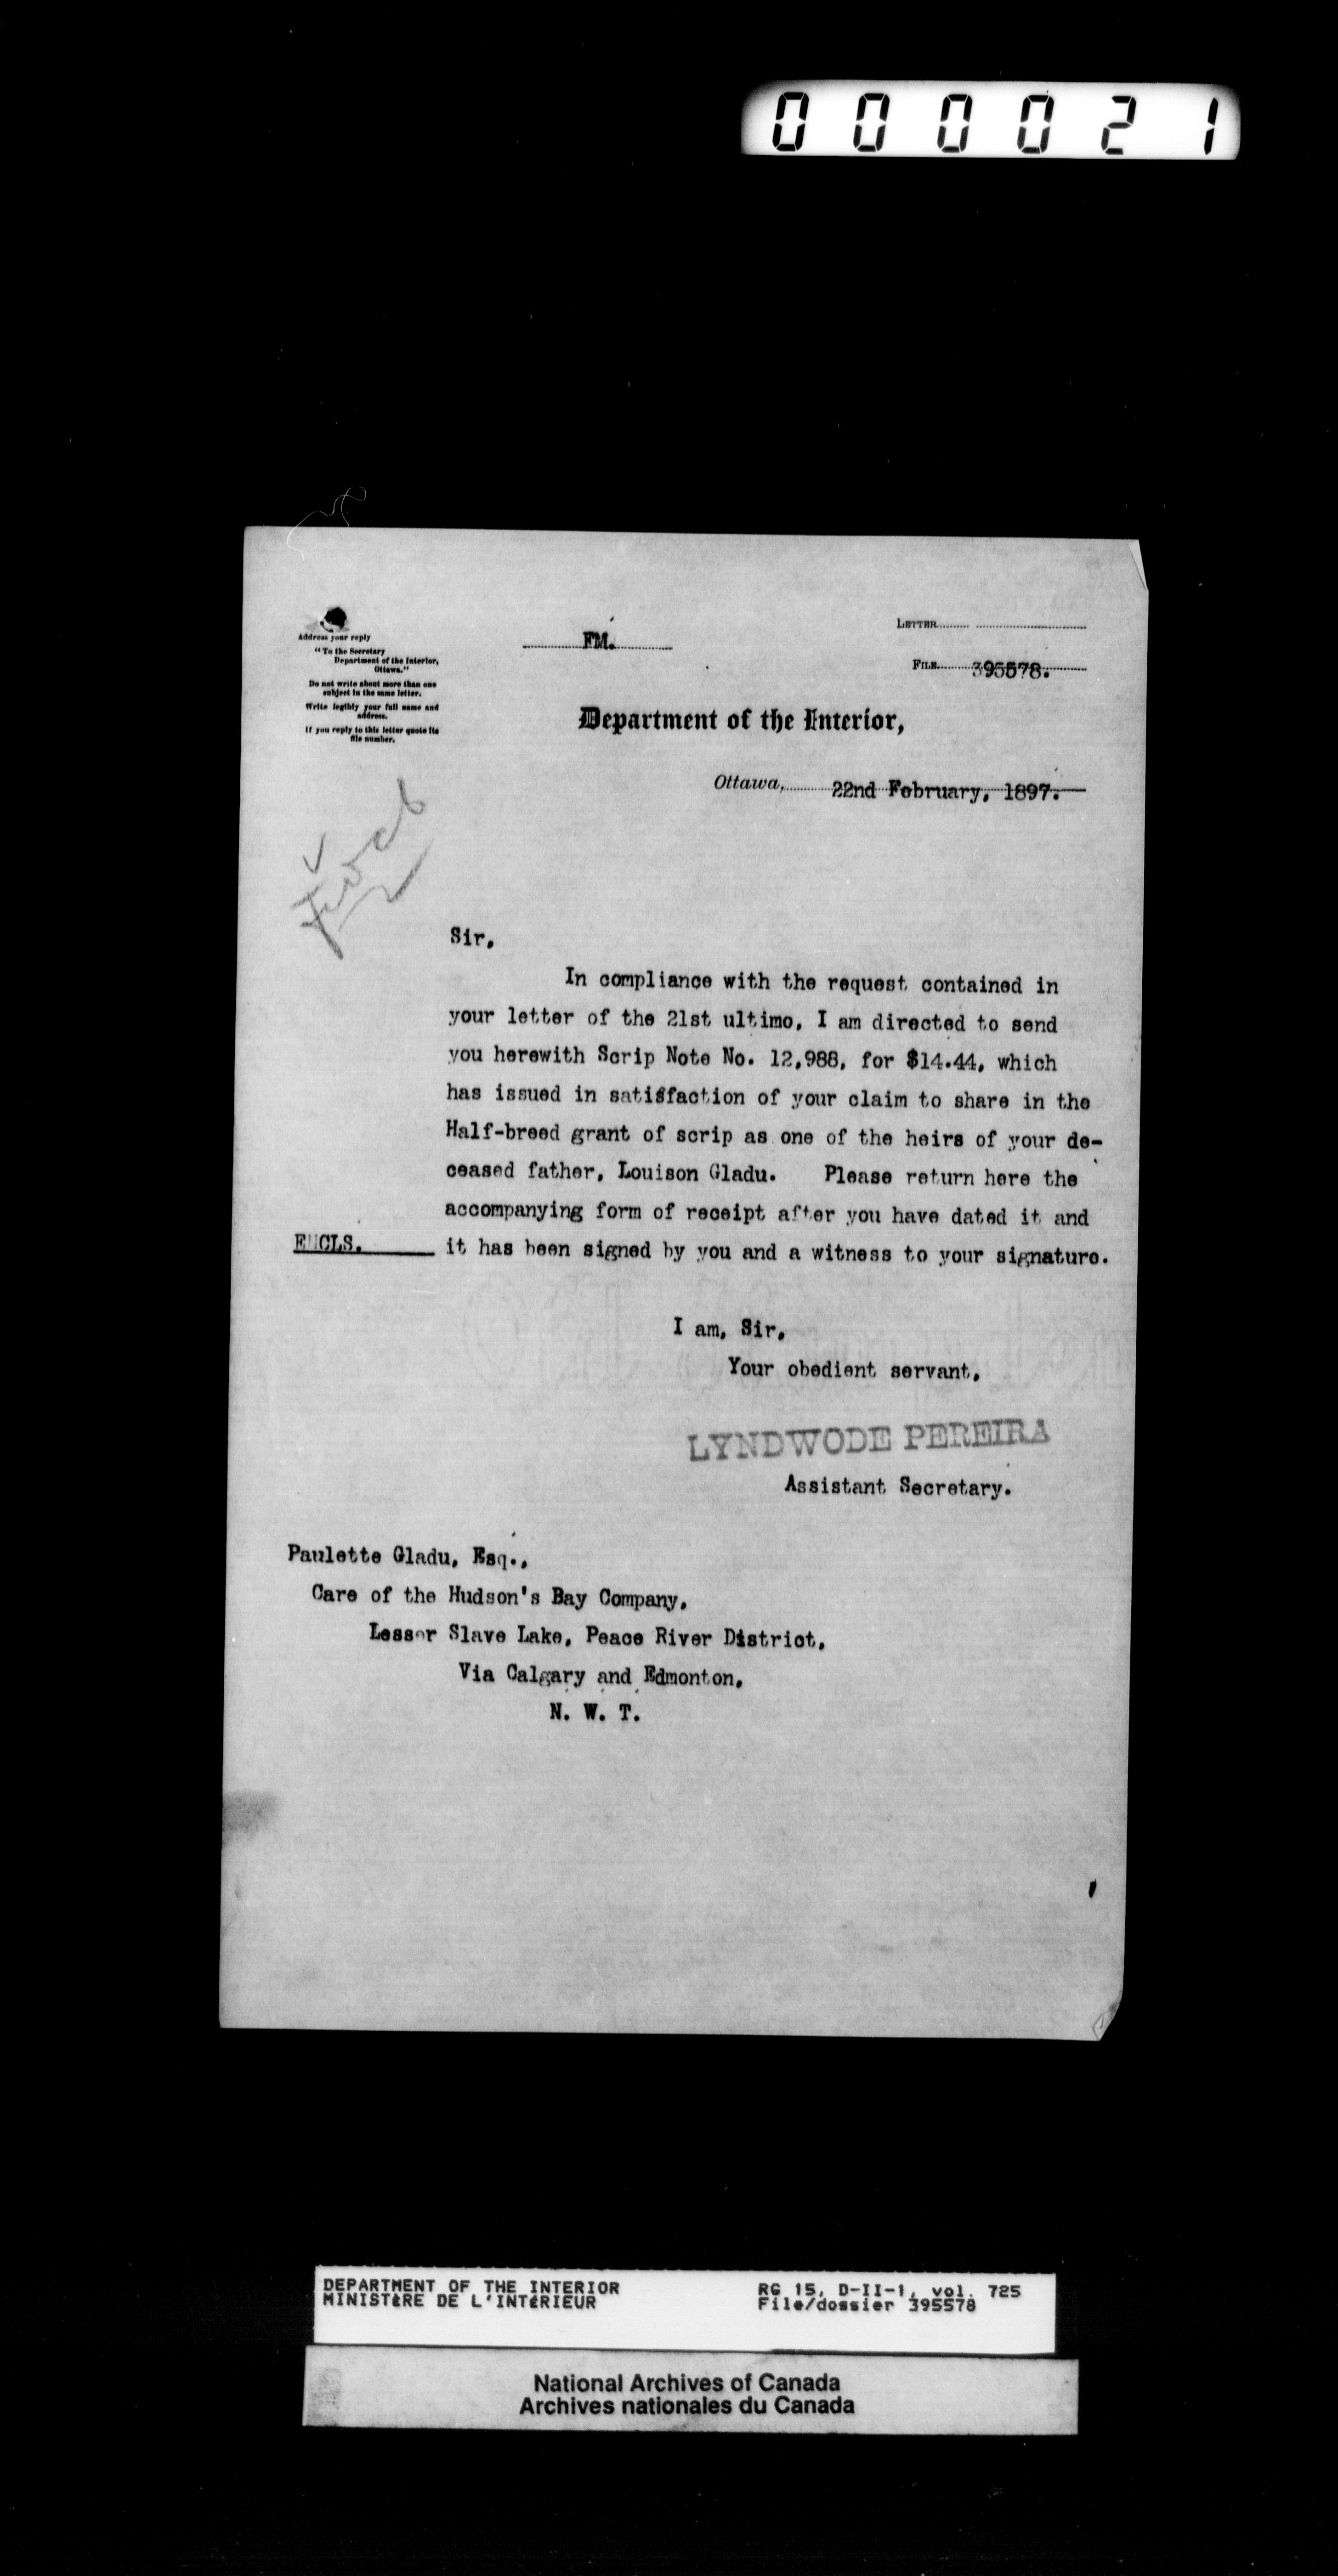 000021
Address your reply
"To the Secretary
Department of the Interior,
Ottawa."
Do not write about more than one
subject in the same letter.
Write legibly your full name and
address.
If you reply to this letter quote its
file number.
FM.
LETTER
FILE 395578.
Department of the Interior,
Ottawa, 22nd February, 1897.
Sir,
In compliance with the request contained in
your letter of the 21st ultimo, I am directed to send
you herewith Scrip Note No. 12,988, for $14.44, which
has issued in satisfaction of your claim to share in the
Half-breed grant of scrip as one of the heirs of your de-
ceased father, Louison Gladu. Please return here the
accompanying form of receipt after you have dated it and
ENCLS. it has been signed by you and a witness to your signature.
I am, Sir,
Your obedient servant,
LYNDWODE PEREIRA
Assistant Secretary.
Paulette Gladu, Esq.,
Care of the Hudson's Bay Company,
Lesser Slave Lake, Peace River District,
Via Calgary and Edmonton,
N. W. T.
DEPARTMENT OF THE INTERIOR RG 15, D-II-1, vol. 725
MINISTÈRE DE L'INTÉRIEUR File/dossier 395578
National Archives of Canada
Archives nationales du Canada